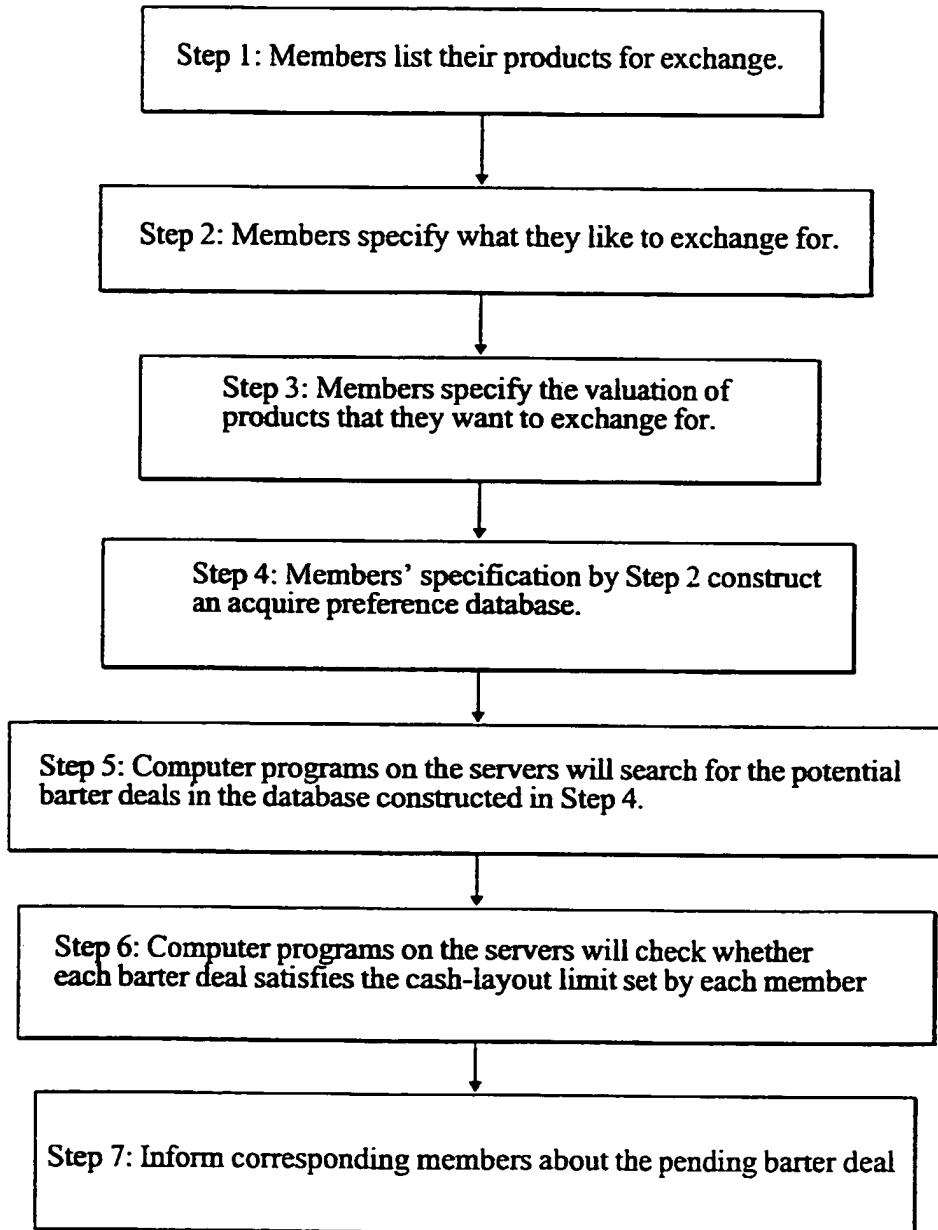 Step 1: Members list their products for exchange.
Step 2: Members specify what they like to exchange for.
Step 3: Members specify the valuation of
products that they want to exchange for.
Step 4: Members' specification by Step 2 construct
an acquire preference database.
Step 5: Computer programs on the servers will search for the potential
barter deals in the database constructed in Step 4.
Step 6: Computer programs on the servers will check whether
each barter deal satisfies the cash-layout limit set by each member
Step 7: Inform corresponding members about the pending barter deal